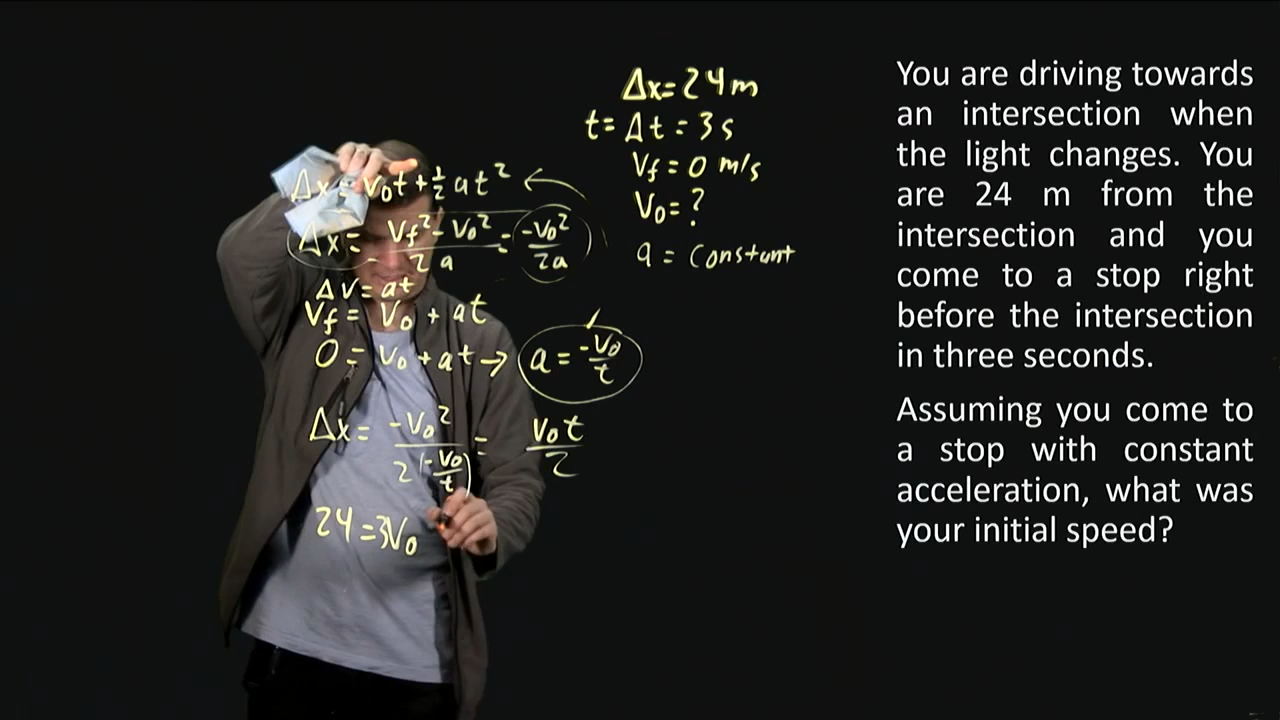 Δx = 24 m
t = Δt = 3 s
Vf = 0 m/s
V0 = ?
a = constant
Δx = V0t + 1/2 at²
Δx = (Vf² - V0²)/(2a) = -V0²/(2a)
ΔV = at
Vf = V0 + at
0 = V0 + at → a = -V0/t
Δx = -V0²/(2(-V0/t)) = V0t/2
24 = 3V0
You are driving towards
an intersection when
the light changes. You
are 24 m from the
intersection and you
come to a stop right
before the intersection
in three seconds.
Assuming you come to
a stop with constant
acceleration, what was
your initial speed?